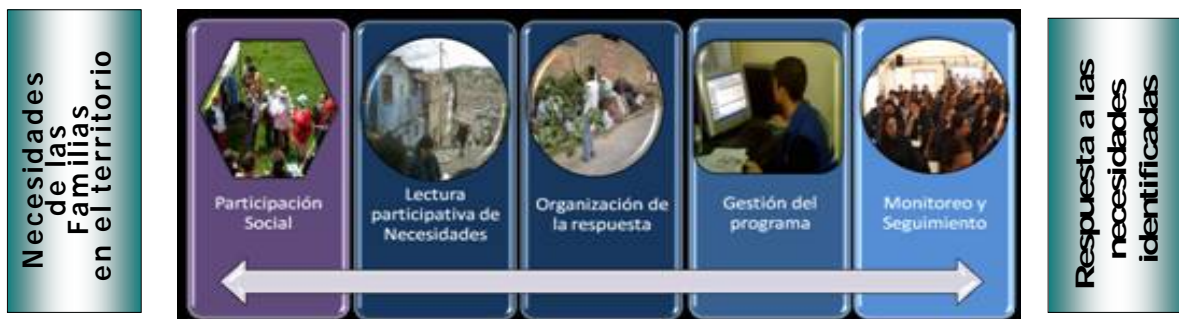 Necesidades
de las
Familias
en el territorio
Participación
Social
Lectura
participativa de
Necesidades
Organización de
la respuesta
Gestión del
programa
Monitoreo y
Seguimiento
Respuesta a las
necesidades
identificadas